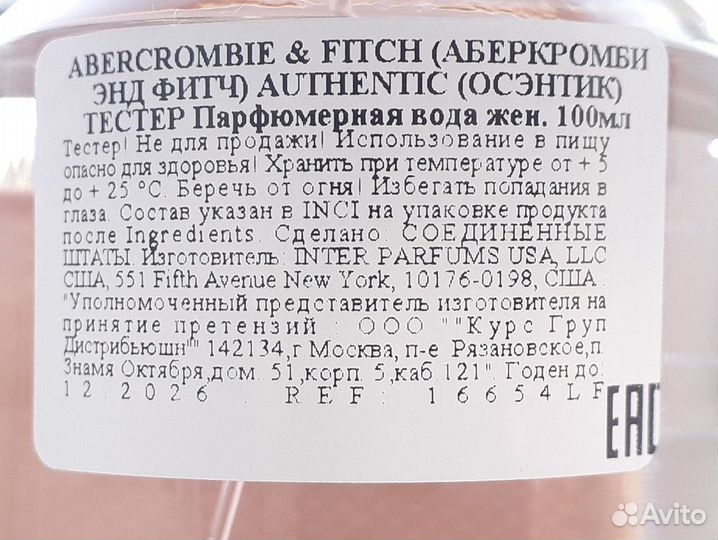 ABERCROMBIE & FITCH (АБЕРКРОМБИ
ЭНД ФИТЧ) AUTHENTIC (ОСЭНТИК)
ТЕСТЕР Парфюмерная вода жен. 100мл
Тестер! Не для продажи! Использование в пищу
опасно для здоровья! Хранить при температуре от + 5
до + 25 °C. Беречь от огня! Избегать попадания в
глаза. Состав указан в INCI на упаковке продукта
после Ingredients. Сделано: СОЕДИНЕННЫЕ
ШТАТЫ. Изготовитель: INTER PARFUMS USA, LLC
США, 551 Fifth Avenue New York, 10176-0198, США .
"Уполномоченный представитель изготовителя на
принятие претензий : ООО ""Курс Груп
Дистрибьюшн"" 142134,г Москва, п-е Рязановское,п.
Знамя Октября,дом. 51,корп. 5,каб.121". Годен до:
12.2026. REF: 16654LF
EAC
Avito